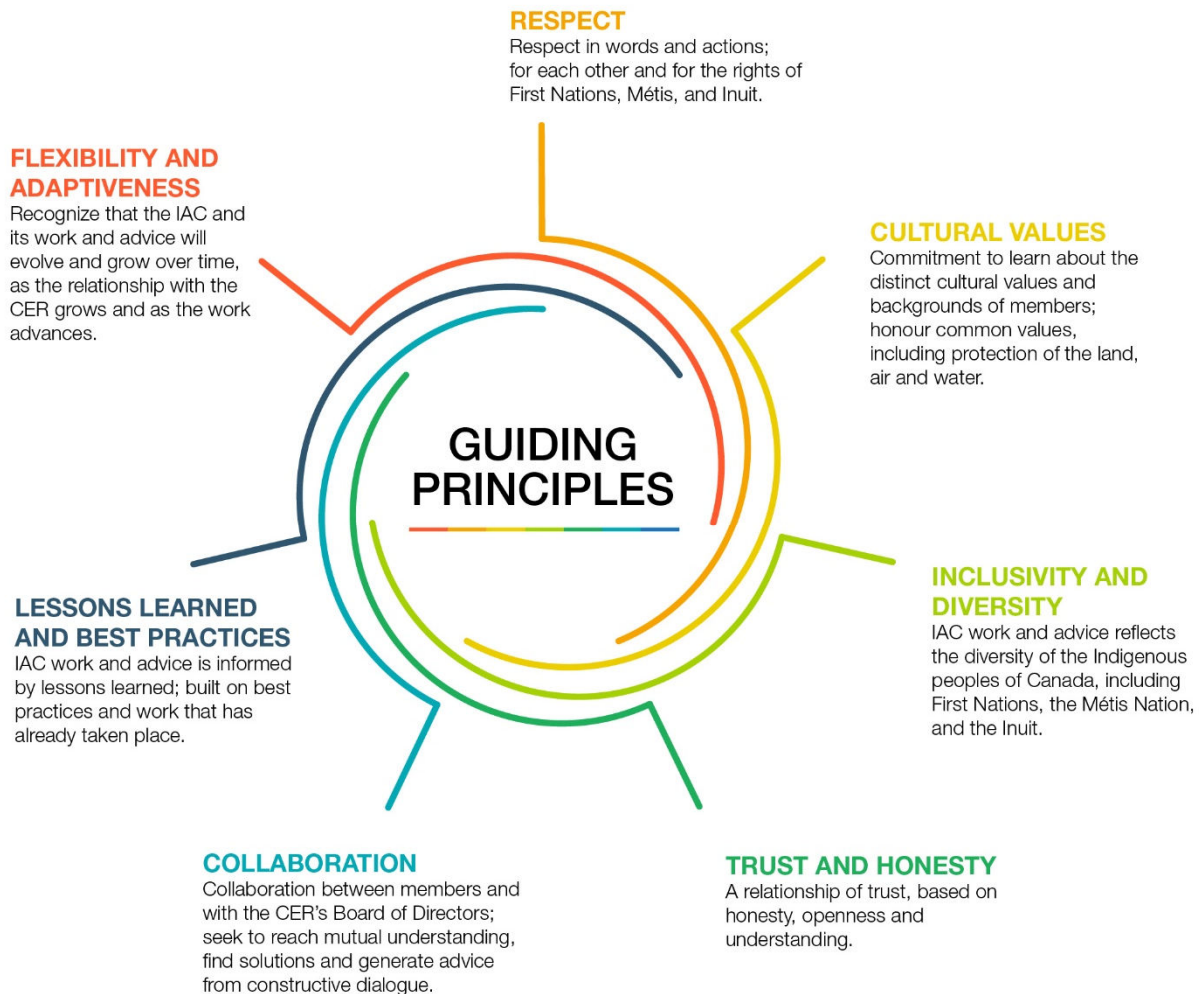 RESPECT
Respect in words and actions;
for each other and for the rights of
First Nations, Métis, and Inuit.
CULTURAL VALUES
Commitment to learn about the
distinct cultural values and
backgrounds of members;
honour common values,
including protection of the land,
air and water.
INCLUSIVITY AND
DIVERSITY
IAC work and advice reflects
the diversity of the Indigenous
peoples of Canada, including
First Nations, the Métis Nation,
and the Inuit.
TRUST AND HONESTY
A relationship of trust, based on
honesty, openness and
understanding.
COLLABORATION
Collaboration between members and
with the CER’s Board of Directors;
seek to reach mutual understanding,
find solutions and generate advice
from constructive dialogue.
LESSONS LEARNED
AND BEST PRACTICES
IAC work and advice is informed
by lessons learned; built on best
practices and work that has
already taken place.
FLEXIBILITY AND
ADAPTIVENESS
Recognize that the IAC and
its work and advice will
evolve and grow over time,
as the relationship with the
CER grows and as the work
advances.
GUIDING
PRINCIPLES